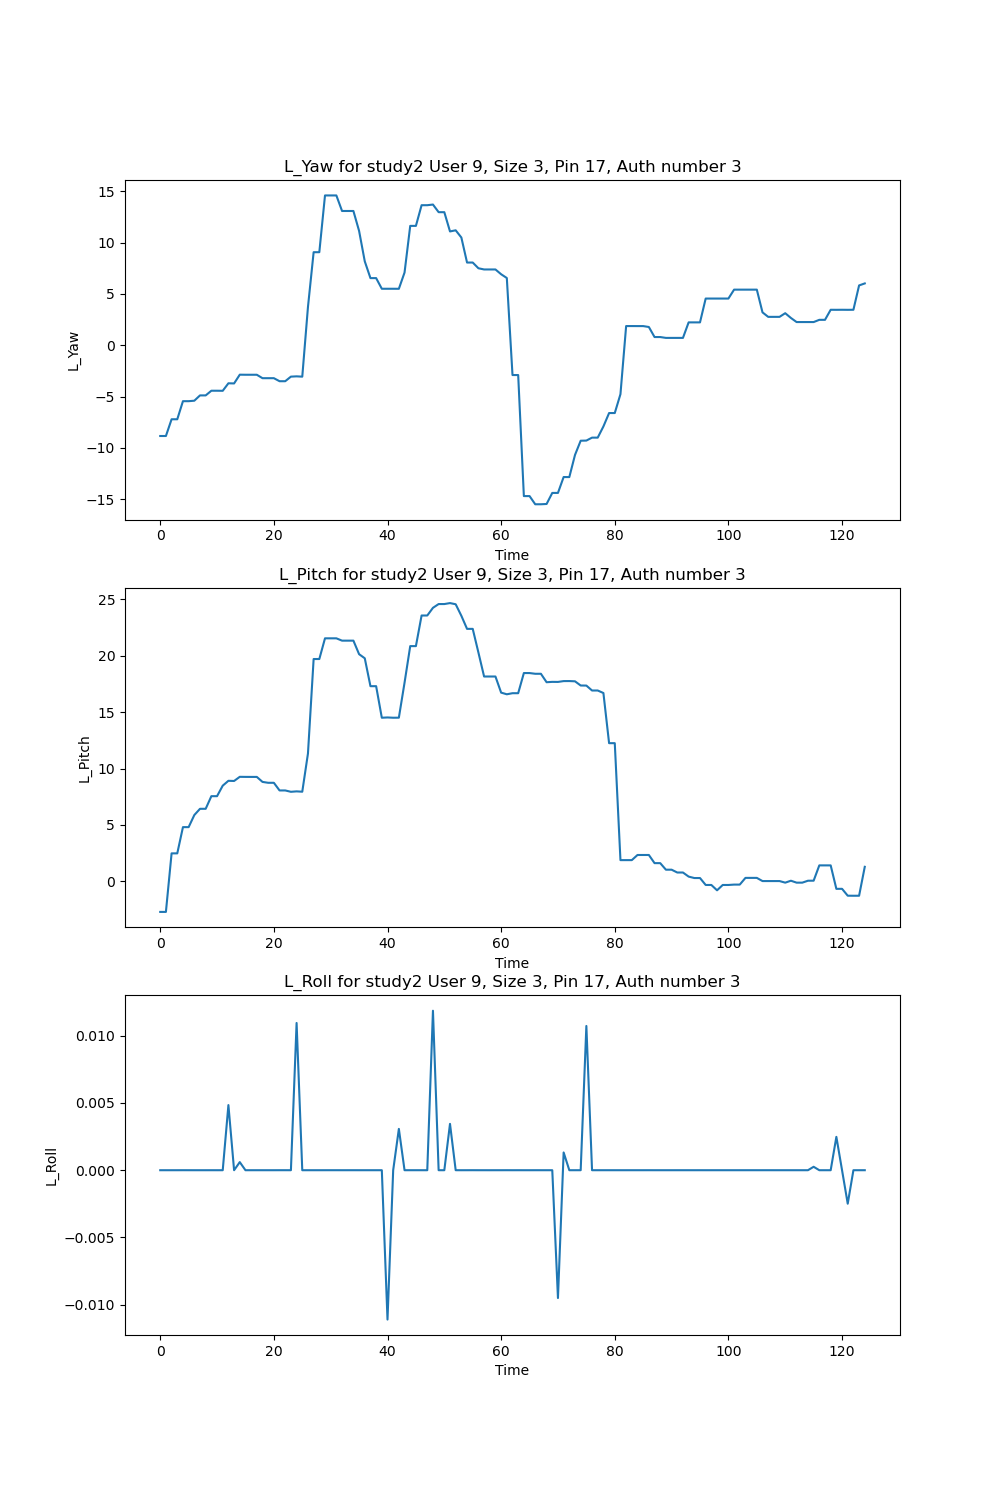 L_Yaw for study2 User 9, Size 3, Pin 17, Auth number 3
15
10
5
0
−5
−10
−15
L_Yaw
0 20 40 60 80 100 120
Time
L_Pitch for study2 User 9, Size 3, Pin 17, Auth number 3
25
20
15
10
5
0
L_Pitch
0 20 40 60 80 100 120
Time
L_Roll for study2 User 9, Size 3, Pin 17, Auth number 3
0.010
0.005
0.000
−0.005
−0.010
L_Roll
0 20 40 60 80 100 120
Time